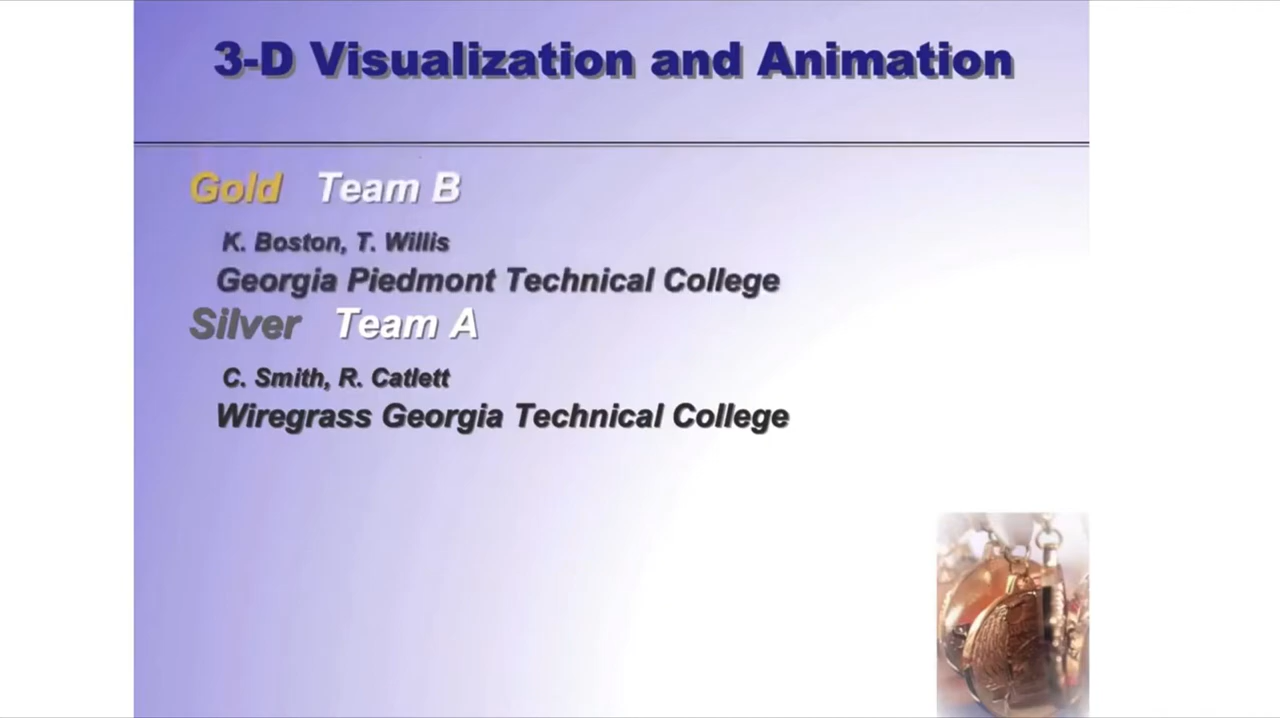 3-D Visualization and Animation
Gold Team B
K. Boston, T. Willis
Georgia Piedmont Technical College
Silver Team A
C. Smith, R. Catlett
Wiregrass Georgia Technical College